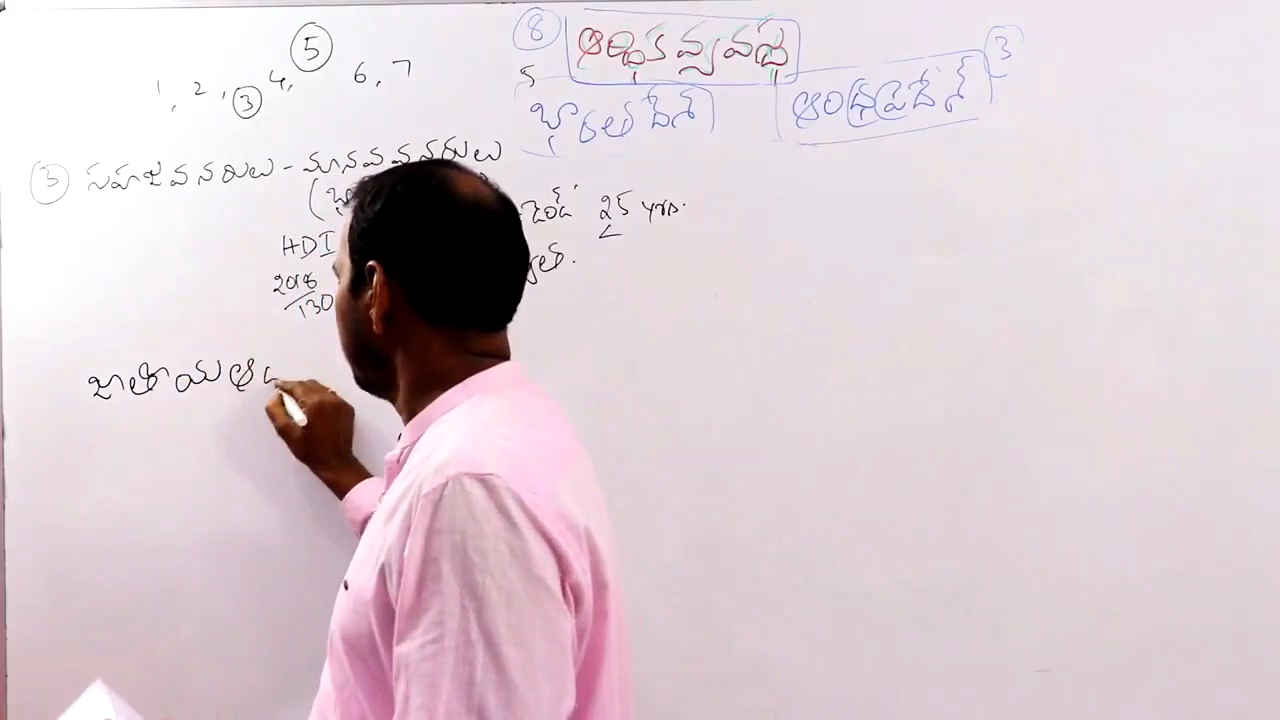 ⑤ ⑧ ఆర్థికవ్యవస్థ ③
1, 2, ③ 4, 6, 7 5
భారతదేశ్ ఆంధ్రప్రదేశ్
③ సహజవనరులు - మానవవనరులు
25 yrs.
HDI
2018
130
జాతీయఆ